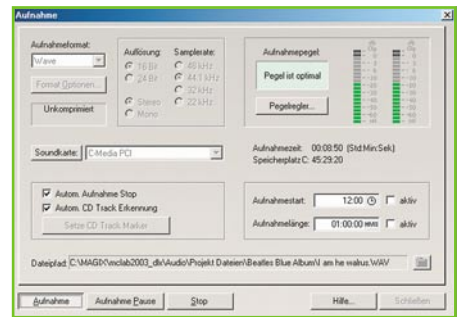 Aufnahme
Aufnahmeformat:
Wave
Format Optionen...
Unkomprimiert
Auflösung:
16 Bit
24 Bit
Stereo
Mono
Samplerate:
48 kHz
44.1 kHz
32 kHz
22 kHz
Aufnahmepegel:
Pegel ist optimal
Pegelregler...
Soundkarte:
C-Media PCI
Aufnahmezeit: 00:08:50 (Std:Min:Sek)
Speicherplatz C: 45:29:20
Autom. Aufnahme Stop
Autom. CD Track Erkennung
Setze CD Track Marker
Aufnahmestart: 12:00 aktiv
Aufnahmelänge: 01:00:00 HMS aktiv
Dateipfad: C:\MAGIX\mclab2003_dlx\Audio\Projekt Dateien\Beatles Blue Album\I am he walrus.WAV
Aufnahme
Aufnahme Pause
Stop
Hilfe...
Schließen